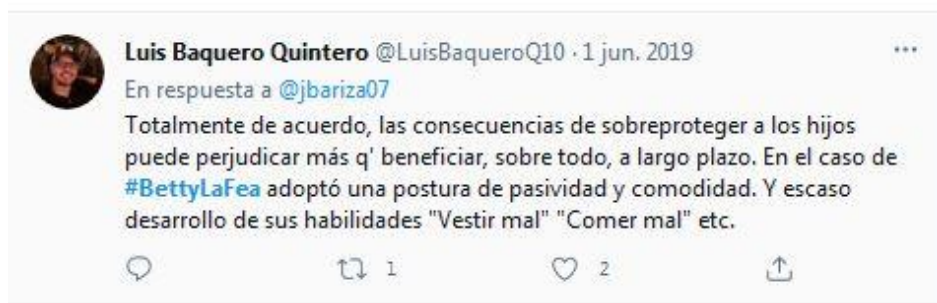 Luis Baquero Quintero @LuisBaqueroQ10 · 1 jun. 2019
En respuesta a @jbariza07
Totalmente de acuerdo, las consecuencias de sobreproteger a los hijos
puede perjudicar más q' beneficiar, sobre todo, a largo plazo. En el caso de
#BettyLaFea adoptó una postura de pasividad y comodidad. Y escaso
desarrollo de sus habilidades "Vestir mal" "Comer mal" etc.
1 2